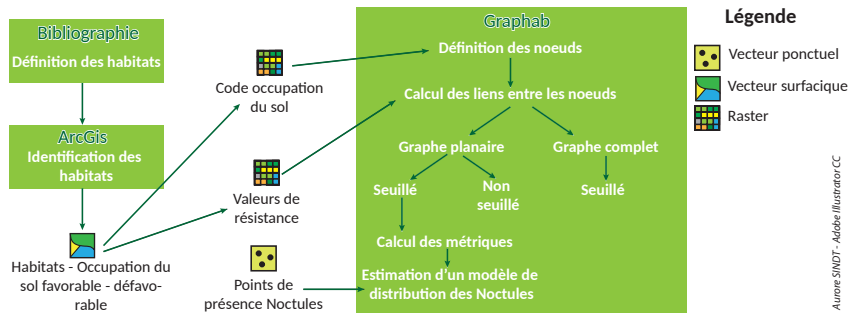 Bibliographie
Définition des habitats
ArcGis
Identification des
habitats
Habitats - Occupation du
sol favorable - défavo-
rable
Code occupation
du sol
Valeurs de
résistance
Points de
présence Noctules
Graphab
Définition des noeuds
Calcul des liens entre les noeuds
Graphe planaire
Graphe complet
Seuillé
Non
seuillé
Seuillé
Calcul des métriques
Estimation d'un modèle de
distribution des Noctules
Légende
Vecteur ponctuel
Vecteur surfacique
Raster
Aurore SINDT - Adobe Illustrator CC